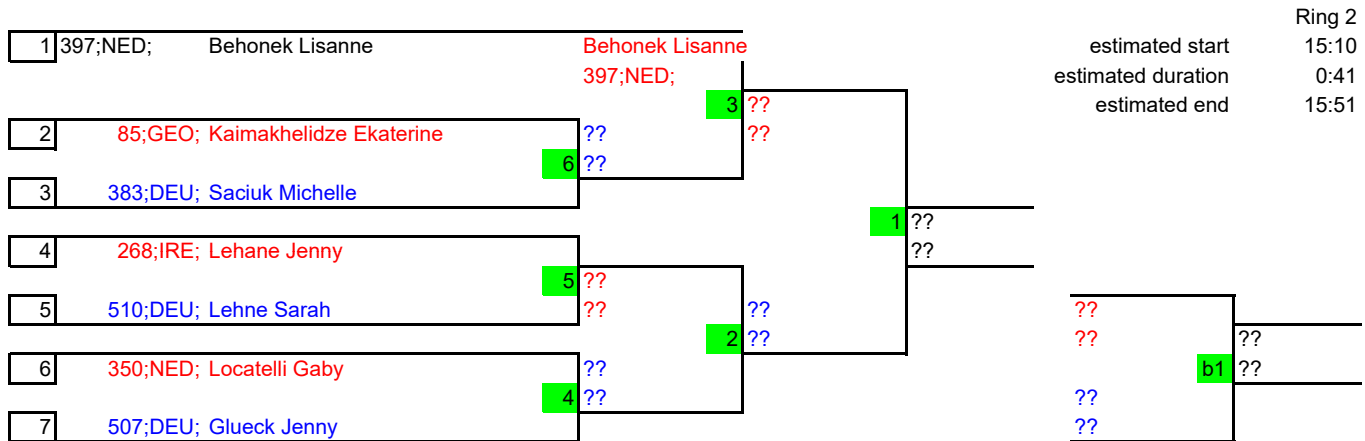 Ring 2
1 397;NED; Behonek Lisanne Behonek Lisanne estimated start 15:10
397;NED; estimated duration 0:41
3 ?? estimated end 15:51
2 85;GEO; Kaimakhelidze Ekaterine ?? ??
6 ??
3 383;DEU; Saciuk Michelle
1 ??
4 268;IRE; Lehane Jenny ??
5 ??
5 510;DEU; Lehne Sarah ?? ?? ??
2 ?? ?? ??
6 350;NED; Locatelli Gaby ?? b1 ??
4 ?? ??
7 507;DEU; Glueck Jenny ??